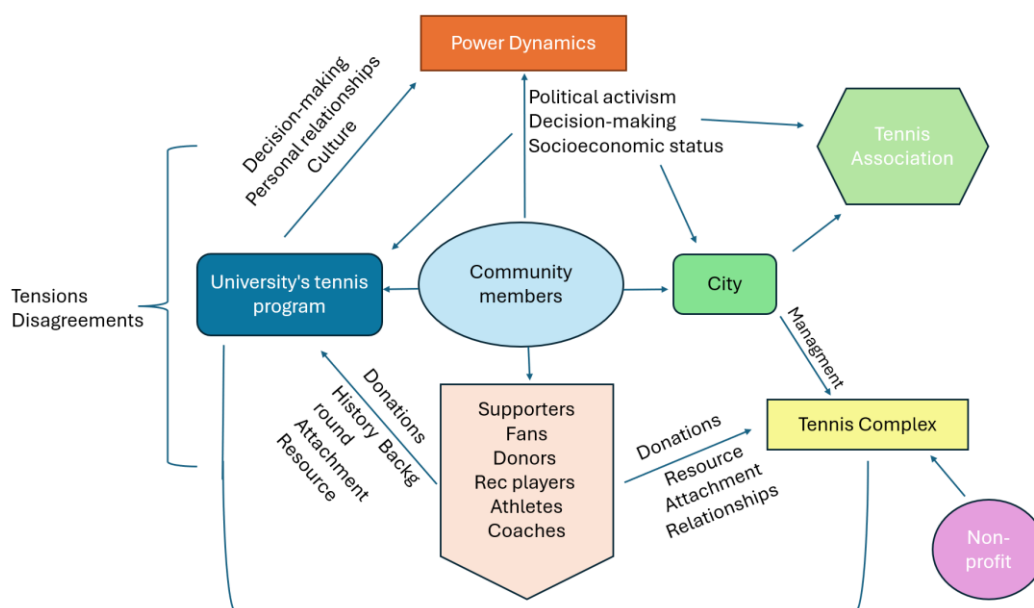 Power Dynamics
Decision-making
Personal relationships
Culture
Political activism
Decision-making
Socioeconomic status
Tennis
Association
Tensions
Disagreements
University's tennis
program
Community
members
City
Managment
Donations
History Backg
round
Attachment
Resource
Supporters
Fans
Donors
Rec players
Athletes
Coaches
Donations
Resource
Attachment
Relationships
Tennis Complex
Non-
profit